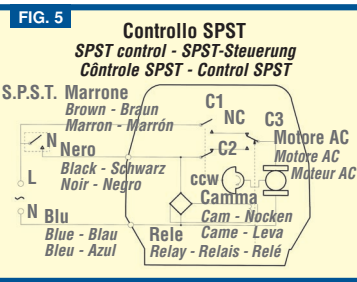 FIG. 5
Controllo SPST
SPST control - SPST-Steuerung
Côntrole SPST - Control SPST
S.P.S.T. Marrone
Brown - Braun
Marron - Marrón
C1
NC
C3
Motore AC
Motore AC
Moteur AC
N Nero
Black - Schwarz
Noir - Negro
C2
L
ccw
Camma
Cam - Nocken
Came - Leva
~
N Blu
Blue - Blau
Bleu - Azul
Relè
Relay - Relais - Relé